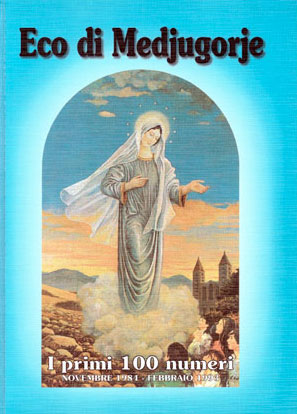 Eco di Medjugorje
I primi 100 numeri
NOVEMBRE 1984 - FEBBRAIO